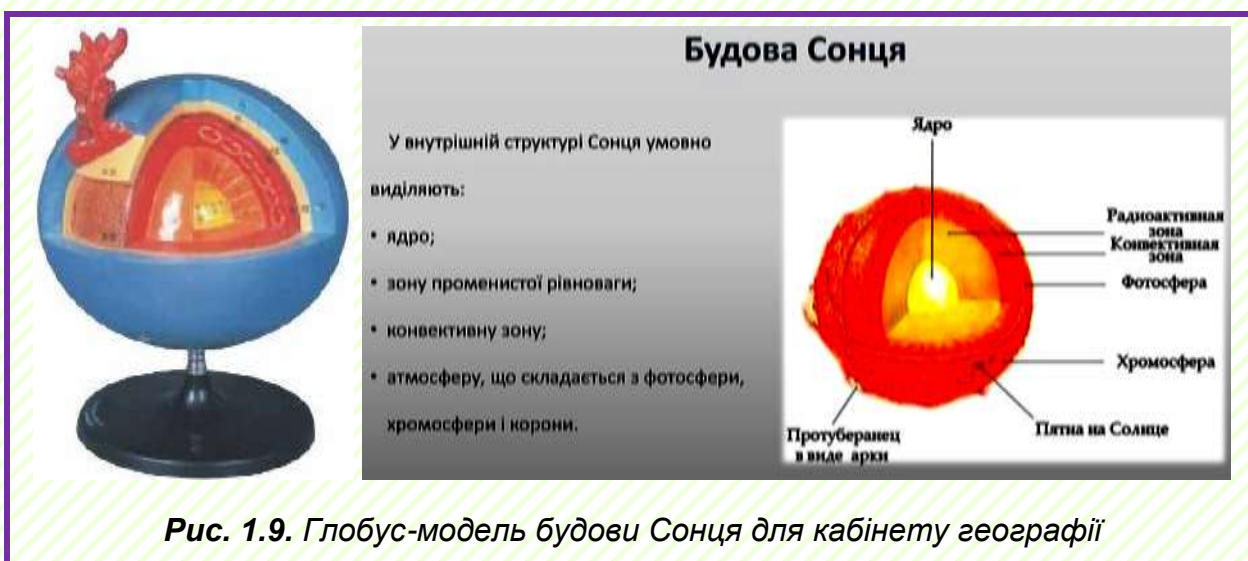 Будова Сонця
У внутрішній структурі Сонця умовно
виділяють:
• ядро;
• зону променистої рівноваги;
• конвективну зону;
• атмосферу, що складається з фотосфери,
хромосфери і корони.
Ядро
Радиоактивная
зона
Конвективная
зона
Фотосфера
Хромосфера
Пятна на Солнце
Протуберанец
в виде арки
Рис. 1.9. Глобус-модель будови Сонця для кабінету географії